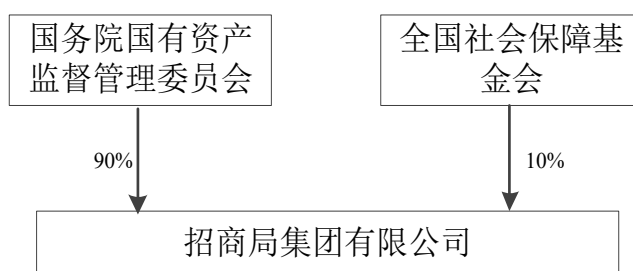 国务院国有资产
监督管理委员会
全国社会保障基
金会
90%
10%
招商局集团有限公司